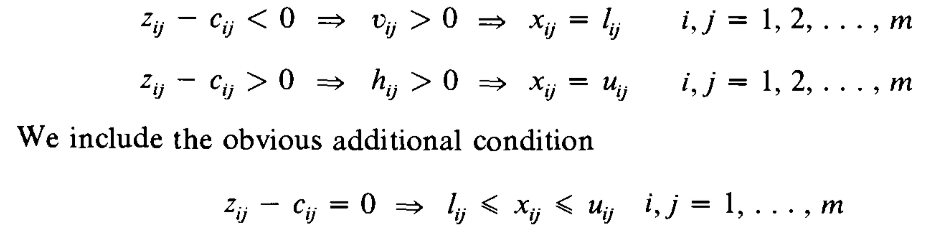 z_{ij} − c_{ij} < 0 ⇒ v_{ij} > 0 ⇒ x_{ij} = l_{ij} i, j = 1, 2, . . . , m
z_{ij} − c_{ij} > 0 ⇒ h_{ij} > 0 ⇒ x_{ij} = u_{ij} i, j = 1, 2, . . . , m
We include the obvious additional condition
z_{ij} − c_{ij} = 0 ⇒ l_{ij} ⩽ x_{ij} ⩽ u_{ij} i, j = 1, . . . , m